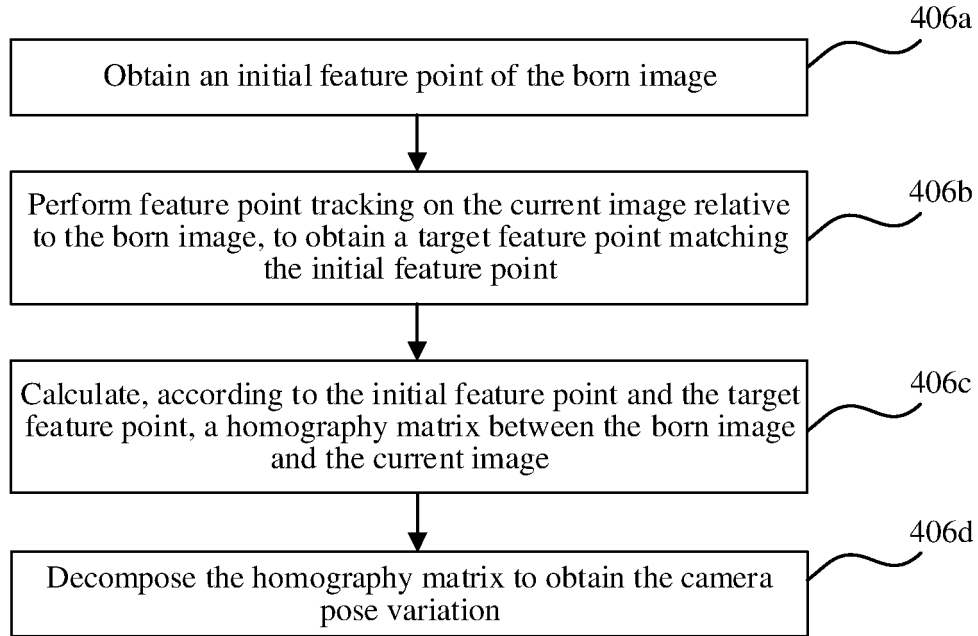 406a
Obtain an initial feature point of the born image
406b
Perform feature point tracking on the current image relative
to the born image, to obtain a target feature point matching
the initial feature point
406c
Calculate, according to the initial feature point and the target
feature point, a homography matrix between the born image
and the current image
406d
Decompose the homography matrix to obtain the camera
pose variation